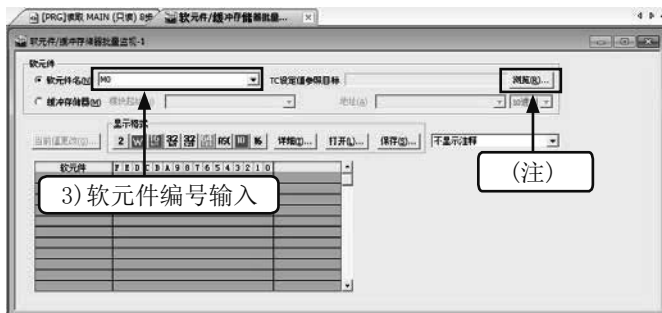 [PRG]读取 MAIN (只读) 8步
软元件/缓冲存储器批量...
软元件/缓冲存储器批量监视-1
软元件
软元件名(N) M0
TC设定值参照目标
浏览(R)...
缓冲存储器(M)
地址(A)
10进制
显示格式
当前值更改(G)...
2 W 32 32 64 ASC 10 16
详细(I)...
打开(L)...
保存(S)...
不显示注释
软元件
F E D C B A 9 8 7 6 5 4 3 2 1 0
3)软元件编号输入
(注)